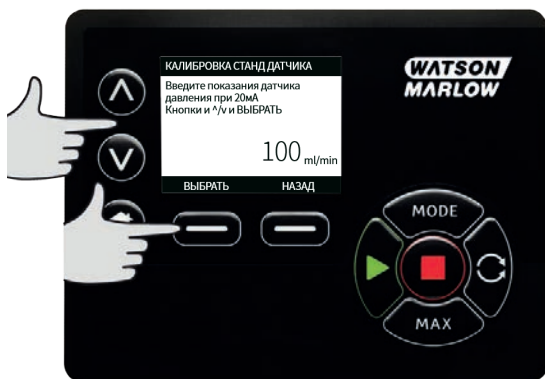 КАЛИБРОВКА СТАНД ДАТЧИКА
Введите показания датчика
давления при 20мА
Кнопки и ^/v и ВЫБРАТЬ
100 ml/min
ВЫБРАТЬ НАЗАД
WATSON
MARLOW
MODE
MAX